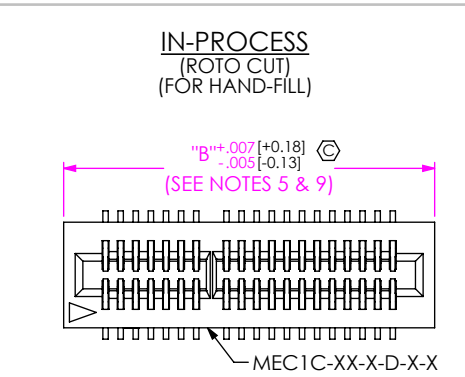 IN-PROCESS
(ROTO CUT)
(FOR HAND-FILL)
"B"+.007[+0.18] C
-.005[-0.13]
(SEE NOTES 5 & 9)
MEC1C-XX-X-D-X-X